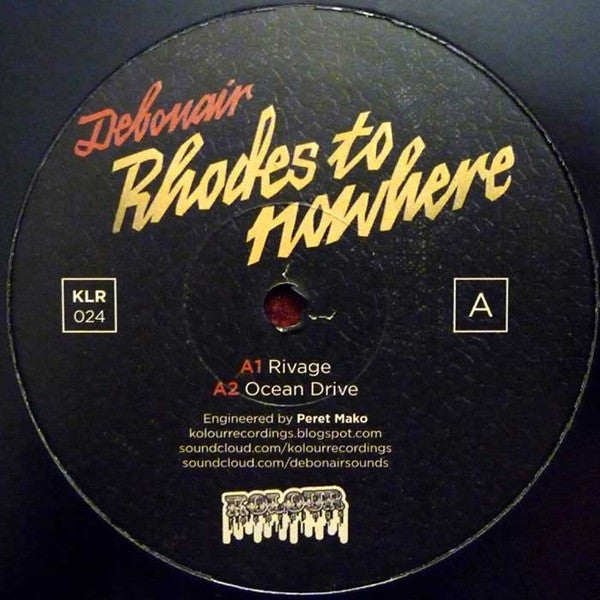 Debonair
Rhodes to
nowhere
KLR
024
A
A1 Rivage
A2 Ocean Drive
Engineered by Peret Mako
kolourrecordings.blogspot.com
soundcloud.com/kolourrecordings
soundcloud.com/debonairsounds
KOLOUR